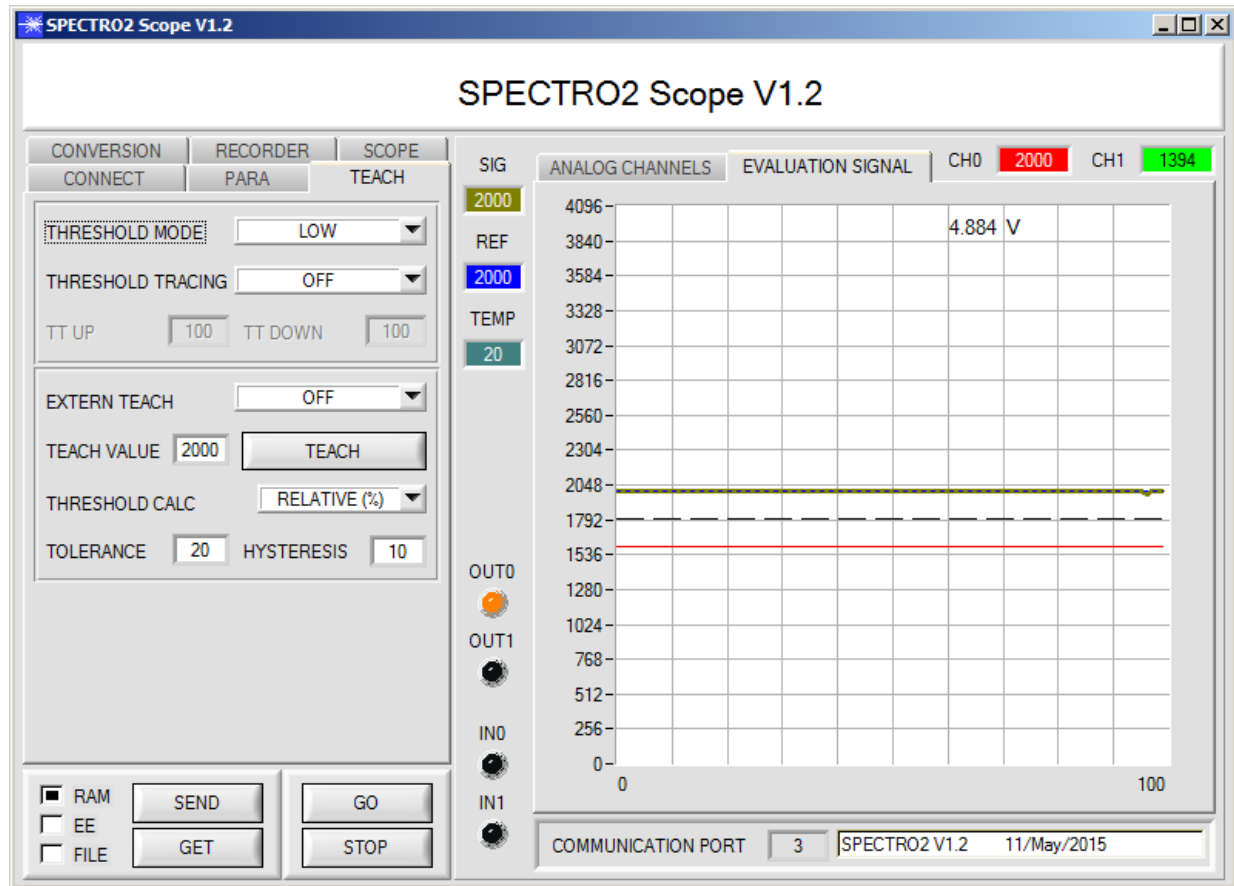 SPECTRO2 Scope V1.2
SPECTRO2 Scope V1.2
CONVERSION RECORDER SCOPE
CONNECT PARA TEACH
THRESHOLD MODE LOW
THRESHOLD TRACING OFF
TT UP 100 TT DOWN 100
EXTERN TEACH OFF
TEACH VALUE 2000 TEACH
THRESHOLD CALC RELATIVE (%)
TOLERANCE 20 HYSTERESIS 10
RAM
EE
FILE
SEND
GET
GO
STOP
SIG
2000
REF
2000
TEMP
20
OUT0
OUT1
IN0
IN1
ANALOG CHANNELS EVALUATION SIGNAL CH0 2000 CH1 1394
4.884 V
4096
3840
3584
3328
3072
2816
2560
2304
2048
1792
1536
1280
1024
768
512
256
0
0 100
COMMUNICATION PORT 3 SPECTRO2 V1.2 11/May/2015